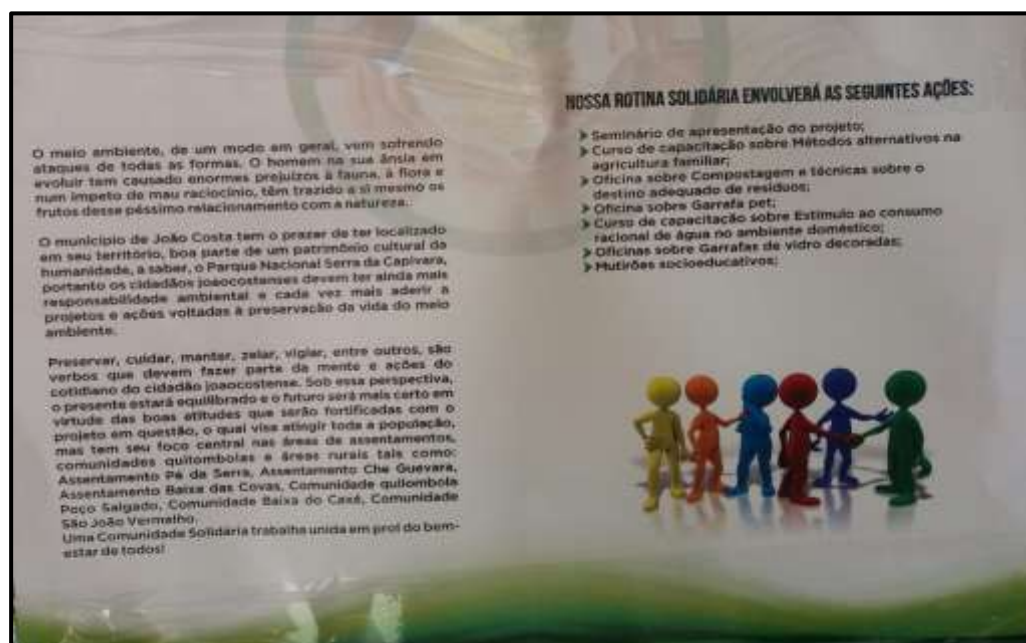 O meio ambiente, de um modo em geral, vem sofrendo
ataques de todas as formas. O homem na sua ânsia em
evoluir tem causado enormes prejuízos à fauna, à flora e
num ímpeto de mau raciocínio, têm trazido a si mesmo os
frutos desse péssimo relacionamento com a natureza.
O município de João Costa tem o prazer de ter localizado
em seu território, boa parte de um patrimônio cultural da
humanidade, a saber, o Parque Nacional Serra da Capivara,
portanto os cidadãos joaocostenses devem ter ainda mais
responsabilidade ambiental e cada vez mais aderir a
projetos e ações voltadas à preservação da vida do meio
ambiente.
Preservar, cuidar, manter, zelar, vigiar, entre outros, são
verbos que devem fazer parte da mente e ações do
cotidiano do cidadão joaocostense. Sob essa perspectiva,
o presente estará equilibrado e o futuro será mais certo em
virtude das boas atitudes que serão fortificadas com o
projeto em questão, o qual visa atingir toda a população,
mas tem seu foco central nas áreas de assentamentos,
comunidades quilombolas e áreas rurais tais como:
Assentamento Pé da Serra, Assentamento Che Guevara,
Assentamento Baixa das Covas, Comunidade quilombola
Poço Salgado, Comunidade Baixa do Caxé, Comunidade
São João Vermelho.
Uma Comunidade Solidária trabalha unida em prol do bem-
estar de todos!
NOSSA ROTINA SOLIDÁRIA ENVOLVERÁ AS SEGUINTES AÇÕES:
Seminário de apresentação do projeto;
Curso de capacitação sobre Métodos alternativos na
agricultura familiar;
Oficina sobre Compostagem e técnicas sobre o
destino adequado de resíduos;
Oficina sobre Garrafa pet;
Curso de capacitação sobre Estímulo ao consumo
racional de água no ambiente doméstico;
Oficinas sobre Garrafas de vidro decoradas;
Mutirões socioeducativos;